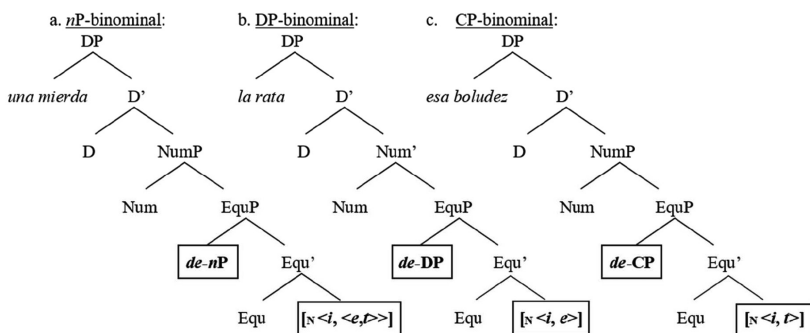 a. nP-binominal: b. DP-binominal: c. CP-binominal:
DP DP DP
una mierda D’ la rata D’ esa boludez D’
D NumP D Num’ D NumP
Num EquP Num EquP Num EquP
de-nP Equ’ de-DP Equ’ de-CP Equ’
Equ [N <i, <e,t>>] Equ [N <i, e>] Equ [N <i, t>]